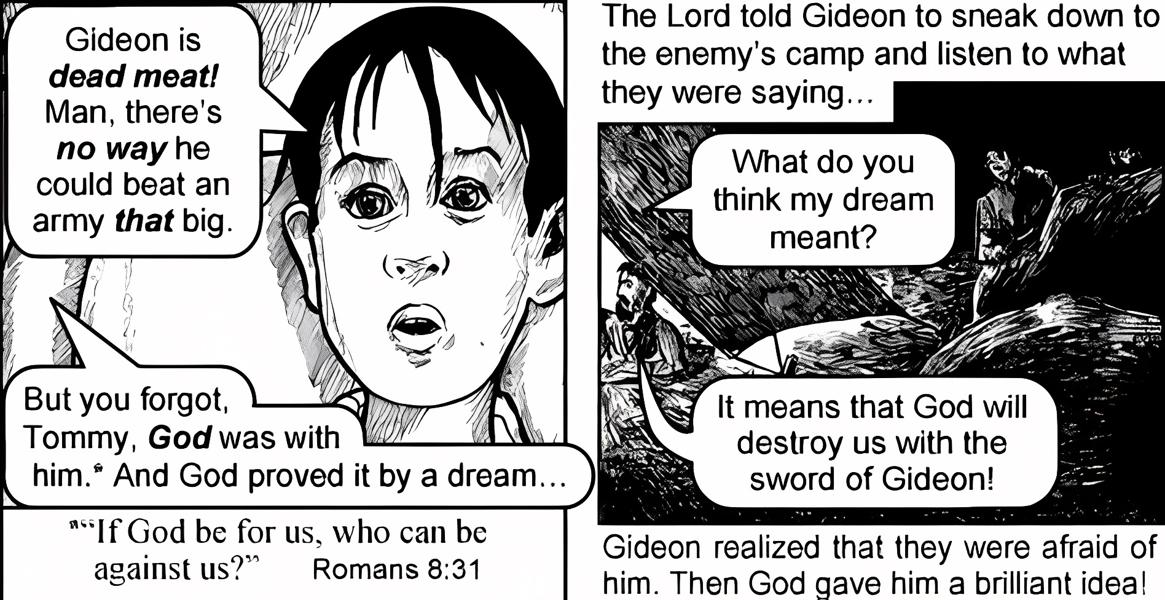 Gideon is
dead meat!
Man, there's
no way he
could beat an
army that big.
But you forgot,
Tommy, God was with
him.* And God proved it by a dream...
*"If God be for us, who can be
against us?" Romans 8:31
The Lord told Gideon to sneak down to
the enemy's camp and listen to what
they were saying...
What do you
think my dream
meant?
It means that God will
destroy us with the
sword of Gideon!
Gideon realized that they were afraid of
him. Then God gave him a brilliant idea!